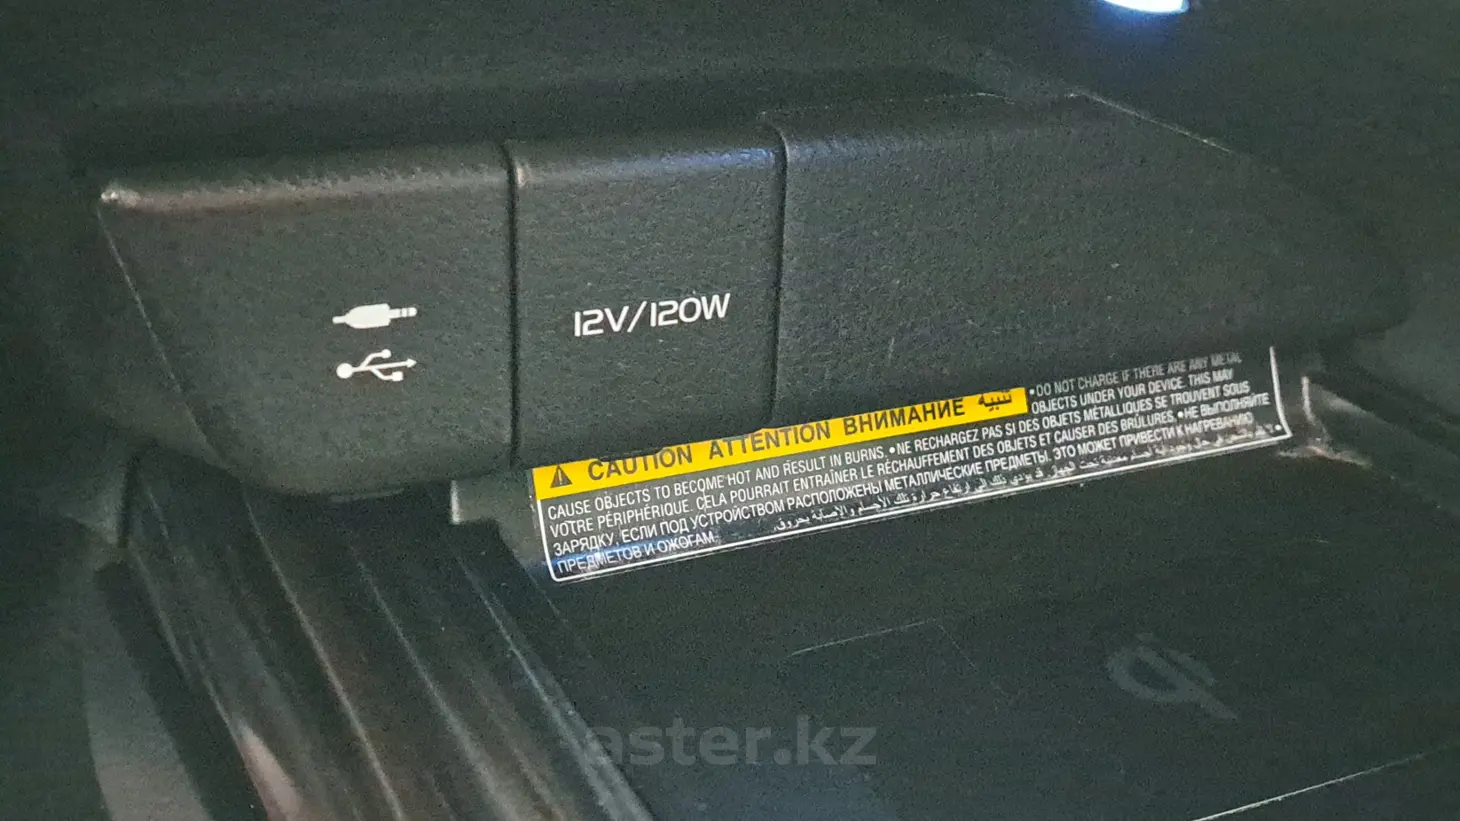 12V/120W
CAUTION ATTENTION ВНИМАНИЕ تنبيه
• DO NOT CHARGE IF THERE ARE ANY METAL
OBJECTS UNDER YOUR DEVICE. THIS MAY
CAUSE OBJECTS TO BECOME HOT AND RESULT IN BURNS. • NE RECHARGEZ PAS SI DES OBJETS MÉTALLIQUES SE TROUVENT SOUS
VOTRE PÉRIPHÉRIQUE. CELA POURRAIT ENTRAÎNER LE RÉCHAUFFEMENT DES OBJETS ET CAUSER DES BRÛLURES. • НЕ ВЫПОЛНЯЙТЕ
ЗАРЯДКУ, ЕСЛИ ПОД УСТРОЙСТВОМ РАСПОЛОЖЕНЫ МЕТАЛЛИЧЕСКИЕ ПРЕДМЕТЫ. ЭТО МОЖЕТ ПРИВЕСТИ К НАГРЕВАНИЮ
ПРЕДМЕТОВ И ОЖОГАМ.
aster.kz